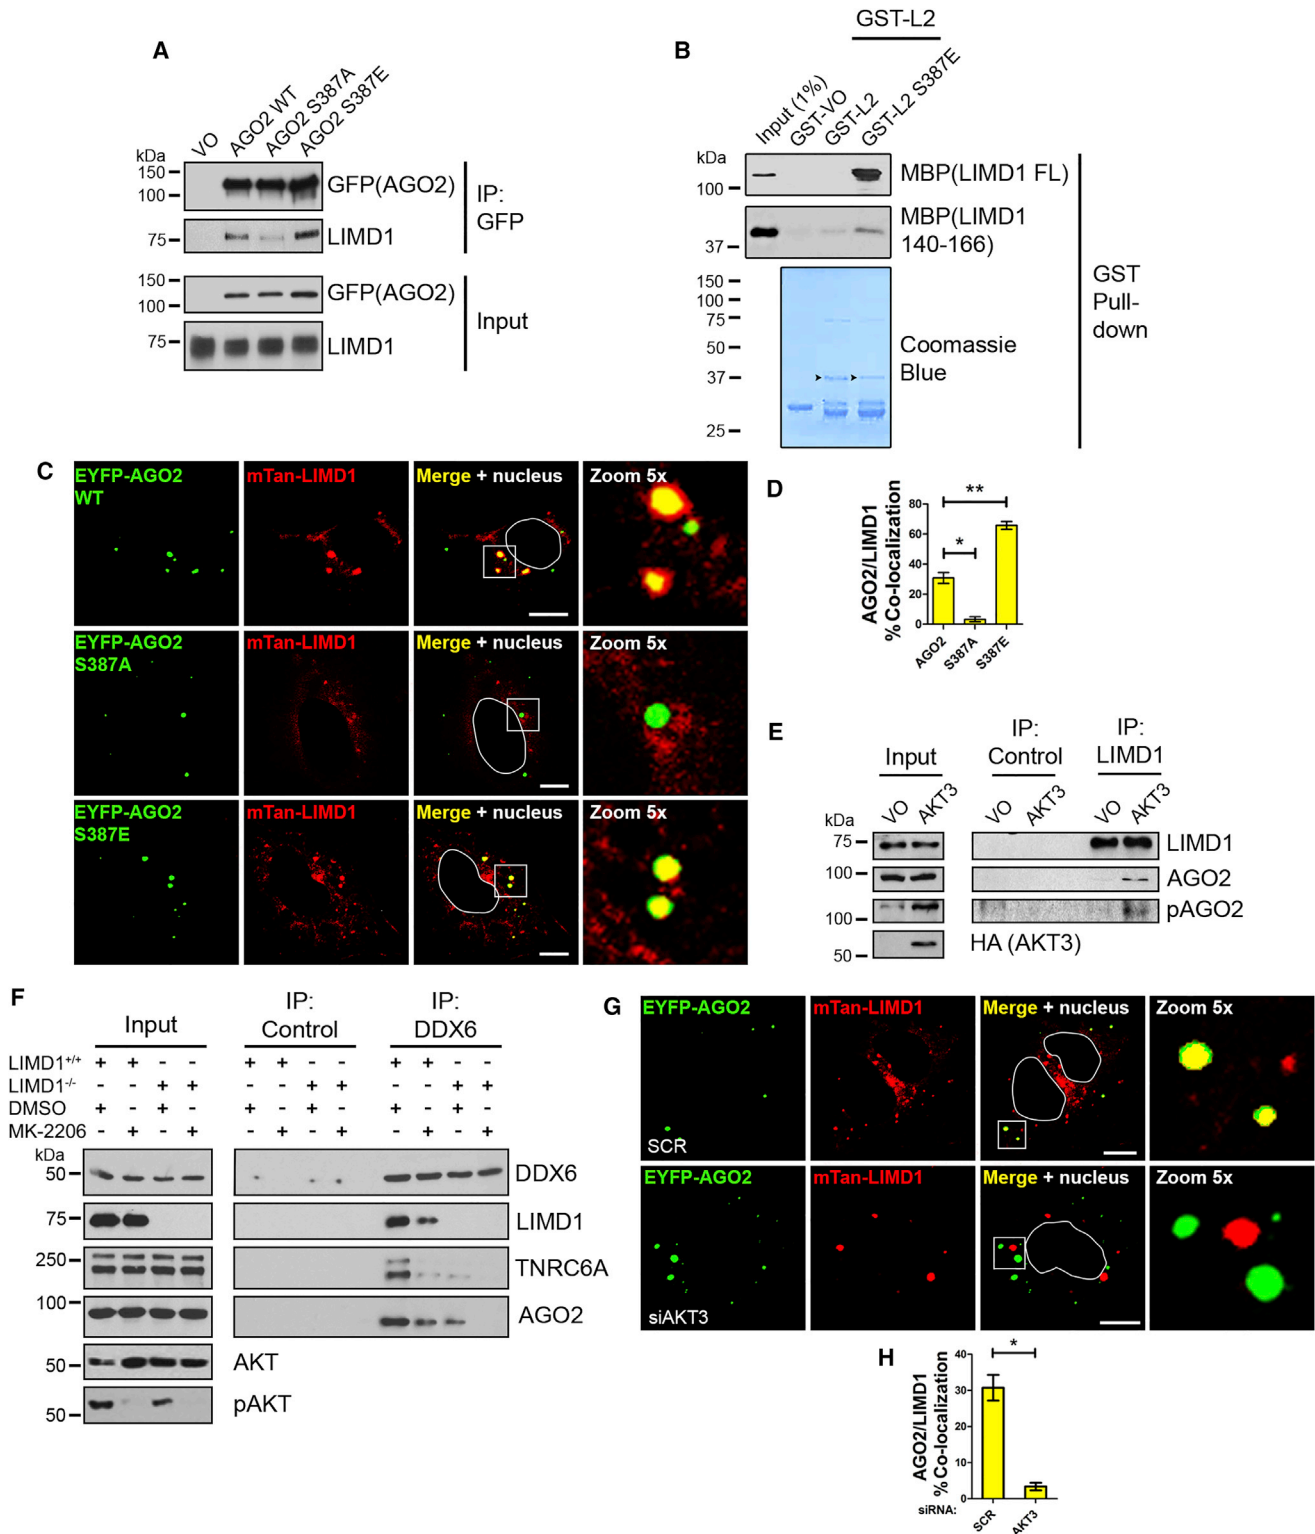 A
VO
AGO2 WT
AGO2 S387A
AGO2 S387E
kDa
150
100
GFP(AGO2)
75
LIMD1
IP:
GFP
150
100
GFP(AGO2)
75
LIMD1
Input
B
GST-L2
Input (1%)
GST-VO
GST-L2
GST-L2 S387E
kDa
100
MBP(LIMD1 FL)
37
MBP(LIMD1
140-166)
150
100
75
50
37
25
Coomassie
Blue
GST
Pull-
down
C
EYFP-AGO2
WT
mTan-LIMD1
Merge + nucleus
Zoom 5x
EYFP-AGO2
S387A
mTan-LIMD1
Merge + nucleus
Zoom 5x
EYFP-AGO2
S387E
mTan-LIMD1
Merge + nucleus
Zoom 5x
D
AGO2/LIMD1
% Co-localization
80
60
40
20
0
**
*
AGO2
S387A
S387E
E
Input
IP:
Control
IP:
LIMD1
VO
AKT3
VO
AKT3
VO
AKT3
kDa
75
LIMD1
100
AGO2
100
pAGO2
50
HA (AKT3)
F
Input
IP:
Control
IP:
DDX6
LIMD1+/+ + + - - + + - - + + - -
LIMD1-/- - - + + - - + + - - + +
DMSO + - + - + - + - + - + -
MK-2206 - + - + - + - + - + - +
kDa
50
DDX6
75
LIMD1
250
TNRC6A
100
AGO2
50
AKT
50
pAKT
G
EYFP-AGO2
SCR
mTan-LIMD1
Merge + nucleus
Zoom 5x
EYFP-AGO2
siAKT3
mTan-LIMD1
Merge + nucleus
Zoom 5x
H
AGO2/LIMD1
% Co-localization
40
30
20
10
0
*
siRNA:
SCR
AKT3